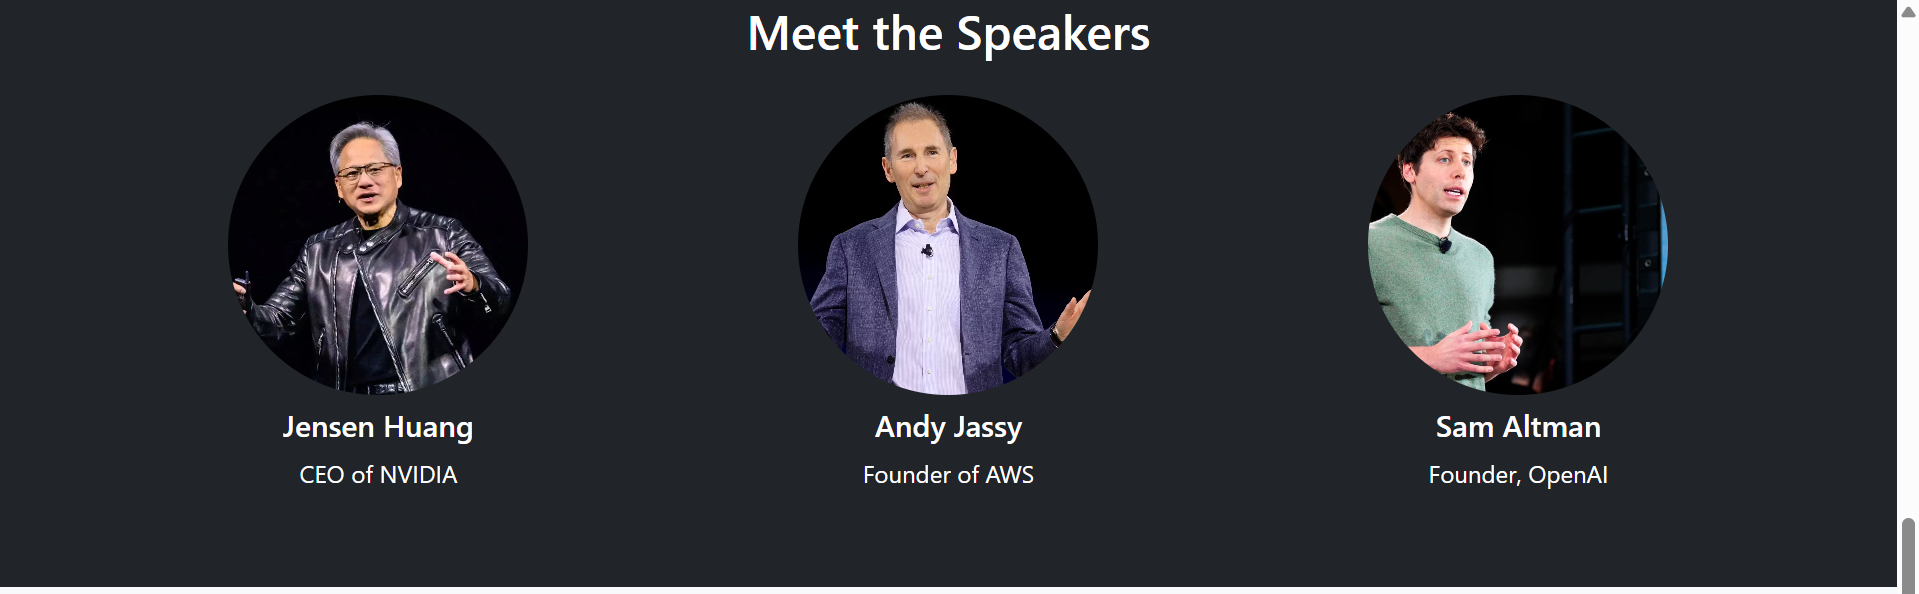 Meet the Speakers
Jensen Huang
Andy Jassy
Sam Altman
CEO of NVIDIA
Founder of AWS
Founder, OpenAI